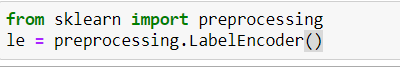 from sklearn import preprocessing
le = preprocessing.LabelEncoder()